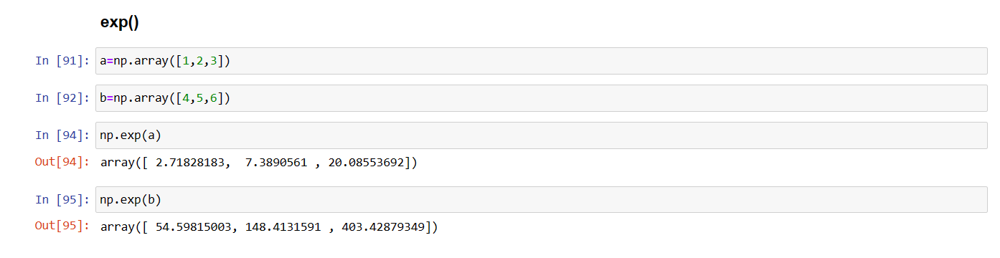 exp()
In [91]: a=np.array([1,2,3])
In [92]: b=np.array([4,5,6])
In [94]: np.exp(a)
Out[94]: array([ 2.71828183,  7.3890561 , 20.08553692])
In [95]: np.exp(b)
Out[95]: array([ 54.59815003, 148.4131591 , 403.42879349])